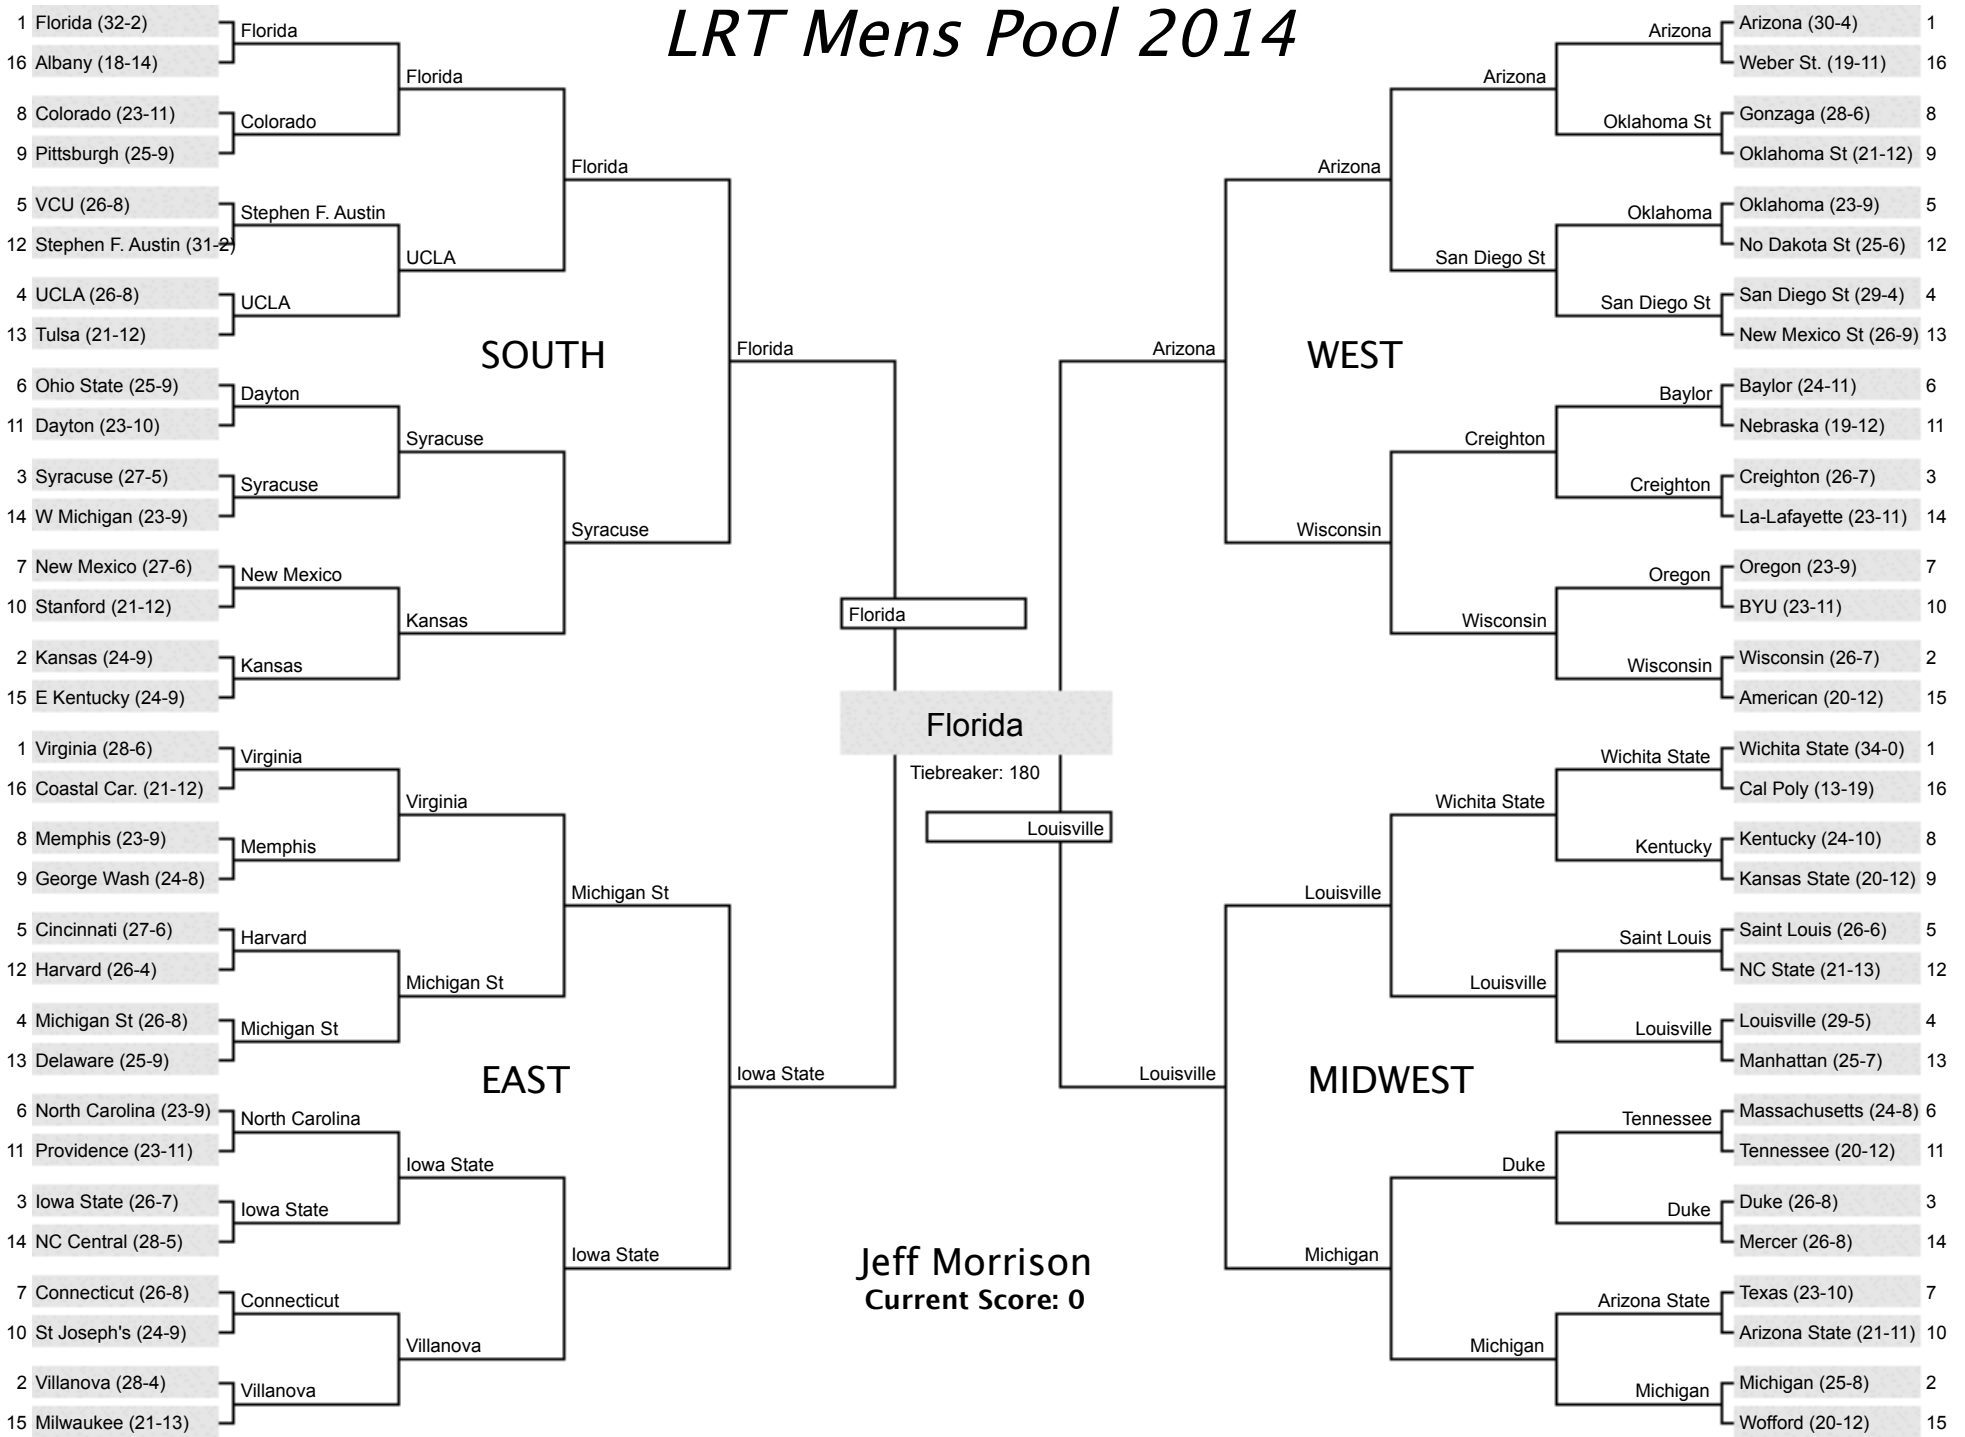 LRT Mens Pool 2014
1 Florida (32-2)
16 Albany (18-14)
8 Colorado (23-11)
9 Pittsburgh (25-9)
5 VCU (26-8)
12 Stephen F. Austin (31-2)
4 UCLA (26-8)
13 Tulsa (21-12)
6 Ohio State (25-9)
11 Dayton (23-10)
3 Syracuse (27-5)
14 W Michigan (23-9)
7 New Mexico (27-6)
10 Stanford (21-12)
2 Kansas (24-9)
15 E Kentucky (24-9)
Florida
Colorado
Stephen F. Austin
UCLA
Dayton
Syracuse
New Mexico
Kansas
Florida
UCLA
Syracuse
Kansas
Florida
Syracuse
Florida
SOUTH
1 Virginia (28-6)
16 Coastal Car. (21-12)
8 Memphis (23-9)
9 George Wash (24-8)
5 Cincinnati (27-6)
12 Harvard (26-4)
4 Michigan St (26-8)
13 Delaware (25-9)
6 North Carolina (23-9)
11 Providence (23-11)
3 Iowa State (26-7)
14 NC Central (28-5)
7 Connecticut (26-8)
10 St Joseph's (24-9)
2 Villanova (28-4)
15 Milwaukee (21-13)
Virginia
Memphis
Harvard
Michigan St
North Carolina
Iowa State
Connecticut
Villanova
Virginia
Michigan St
Iowa State
Villanova
Michigan St
Iowa State
Iowa State
EAST
Florida
Florida
Tiebreaker: 180
Louisville
Jeff Morrison
Current Score: 0
Arizona (30-4) 1
Weber St. (19-11) 16
Gonzaga (28-6) 8
Oklahoma St (21-12) 9
Oklahoma (23-9) 5
No Dakota St (25-6) 12
San Diego St (29-4) 4
New Mexico St (26-9) 13
Baylor (24-11) 6
Nebraska (19-12) 11
Creighton (26-7) 3
La-Lafayette (23-11) 14
Oregon (23-9) 7
BYU (23-11) 10
Wisconsin (26-7) 2
American (20-12) 15
Arizona
Oklahoma St
Oklahoma
San Diego St
Baylor
Creighton
Oregon
Wisconsin
Arizona
San Diego St
Creighton
Wisconsin
Arizona
Wisconsin
Arizona
WEST
Wichita State (34-0) 1
Cal Poly (13-19) 16
Kentucky (24-10) 8
Kansas State (20-12) 9
Saint Louis (26-6) 5
NC State (21-13) 12
Louisville (29-5) 4
Manhattan (25-7) 13
Massachusetts (24-8) 6
Tennessee (20-12) 11
Duke (26-8) 3
Mercer (26-8) 14
Texas (23-10) 7
Arizona State (21-11) 10
Michigan (25-8) 2
Wofford (20-12) 15
Wichita State
Kentucky
Saint Louis
Louisville
Tennessee
Duke
Arizona State
Michigan
Wichita State
Louisville
Duke
Michigan
Louisville
Michigan
Louisville
MIDWEST